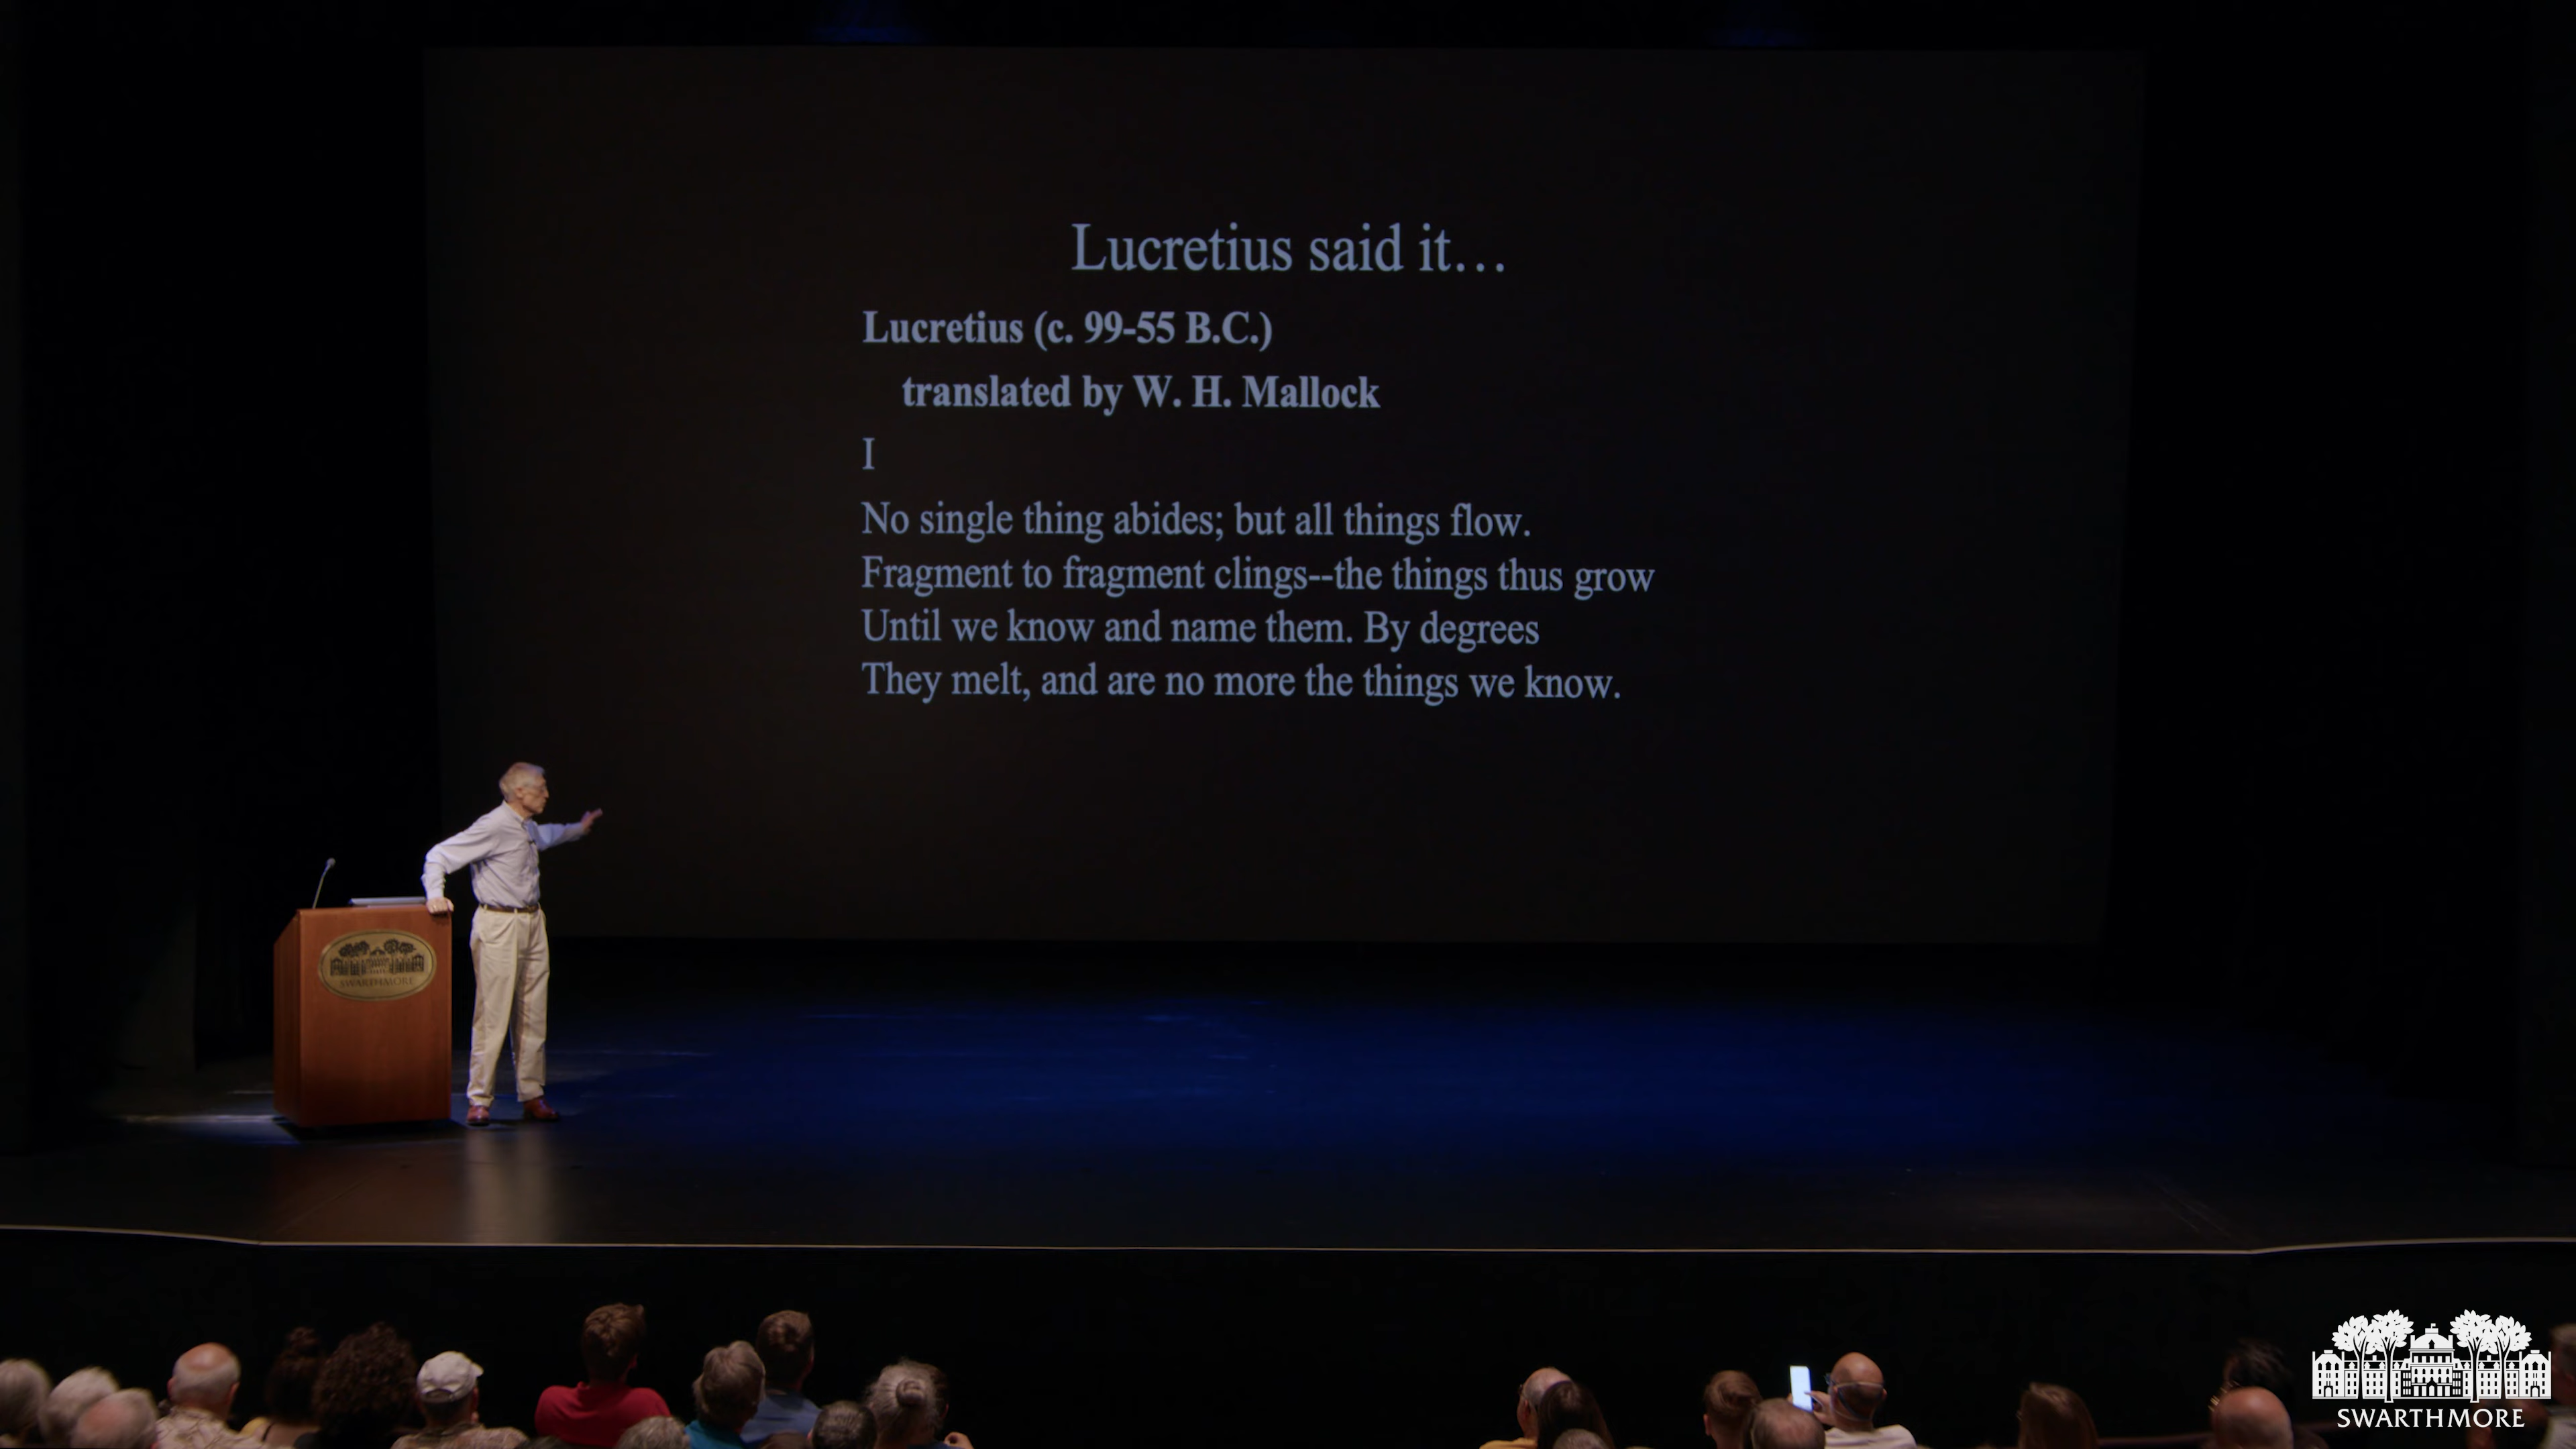 Lucretius said it...
Lucretius (c. 99-55 B.C.)
translated by W. H. Mallock
I
No single thing abides; but all things flow.
Fragment to fragment clings--the things thus grow
Until we know and name them. By degrees
They melt, and are no more the things we know.
SWARTHMORE
SWARTHMORE